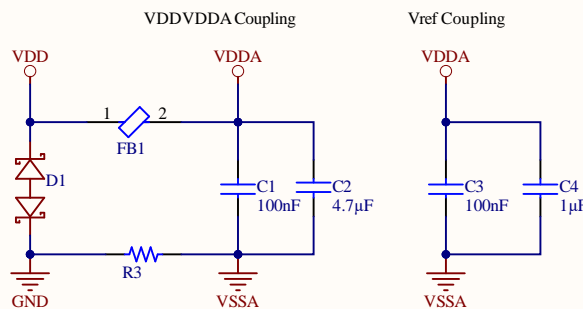 VDDVDDA Coupling
Vref Coupling
VDD
VDDA
VDDA
1
2
FB1
D1
C1
100nF
C2
4.7µF
C3
100nF
C4
1µF
R3
GND
VSSA
VSSA